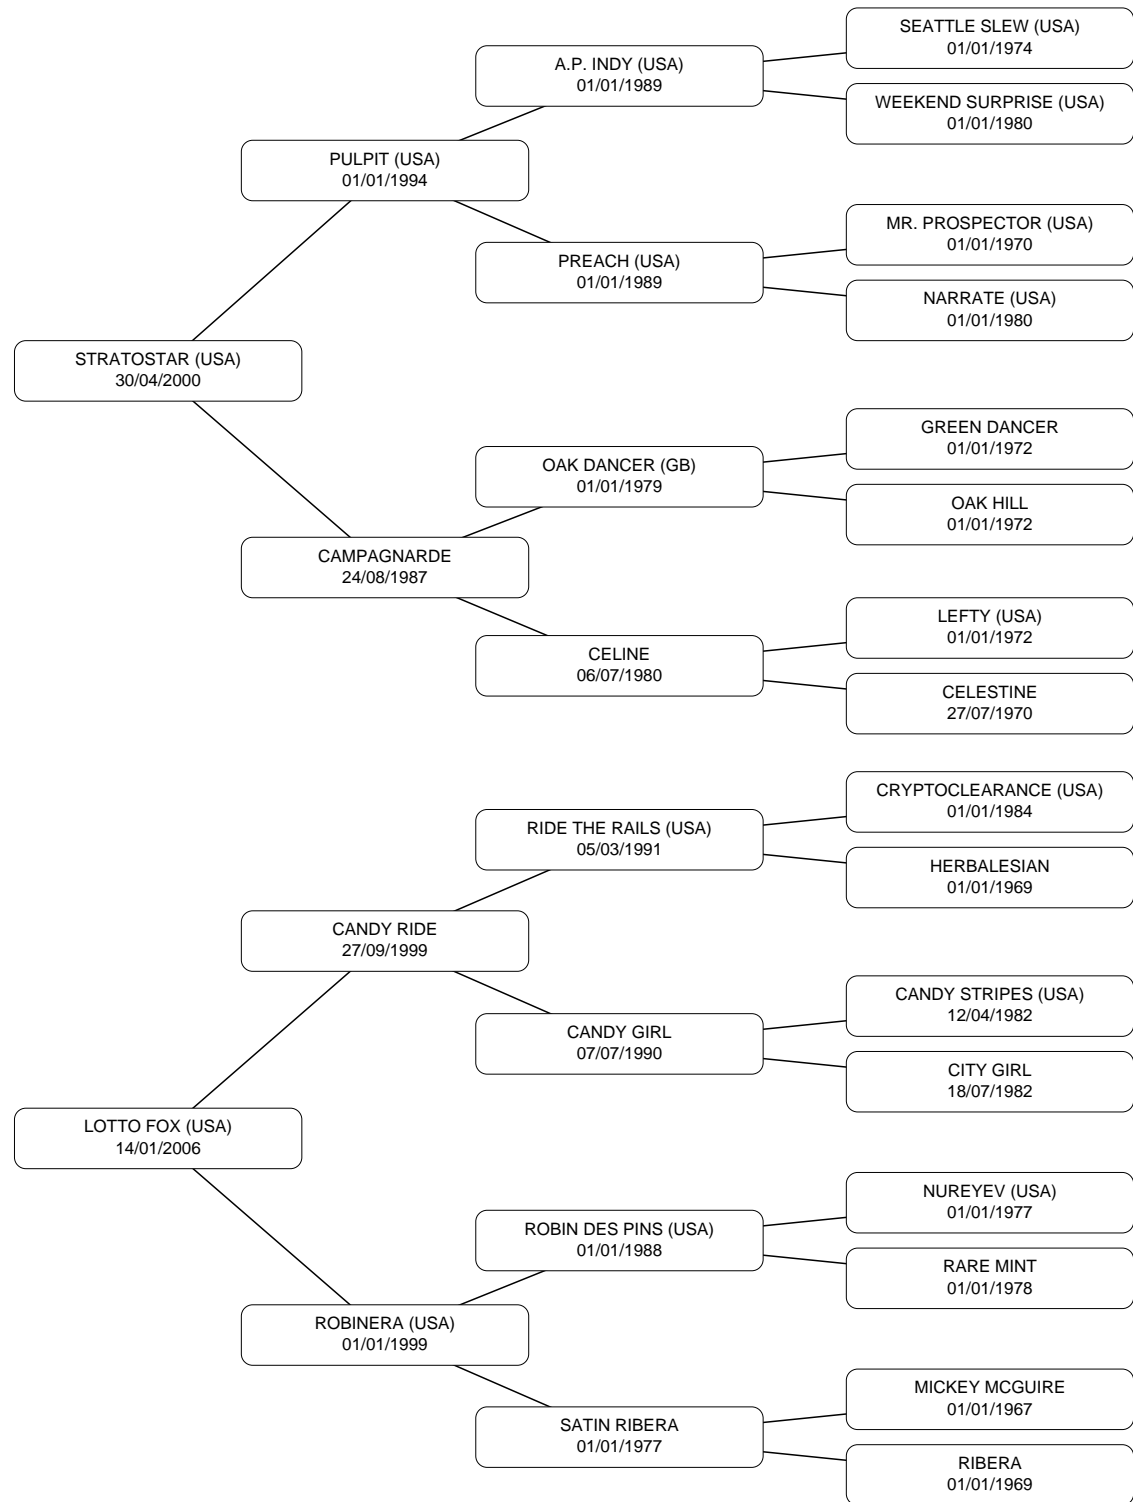 SEATTLE SLEW (USA)
01/01/1974
A.P. INDY (USA)
01/01/1989
WEEKEND SURPRISE (USA)
01/01/1980
PULPIT (USA)
01/01/1994
MR. PROSPECTOR (USA)
01/01/1970
PREACH (USA)
01/01/1989
NARRATE (USA)
01/01/1980
STRATOSTAR (USA)
30/04/2000
GREEN DANCER
01/01/1972
OAK DANCER (GB)
01/01/1979
OAK HILL
01/01/1972
CAMPAGNARDE
24/08/1987
LEFTY (USA)
01/01/1972
CELINE
06/07/1980
CELESTINE
27/07/1970
CRYPTOCLEARANCE (USA)
01/01/1984
RIDE THE RAILS (USA)
05/03/1991
HERBALESIAN
01/01/1969
CANDY RIDE
27/09/1999
CANDY STRIPES (USA)
12/04/1982
CANDY GIRL
07/07/1990
CITY GIRL
18/07/1982
LOTTO FOX (USA)
14/01/2006
NUREYEV (USA)
01/01/1977
ROBIN DES PINS (USA)
01/01/1988
RARE MINT
01/01/1978
ROBINERA (USA)
01/01/1999
MICKEY MCGUIRE
01/01/1967
SATIN RIBERA
01/01/1977
RIBERA
01/01/1969